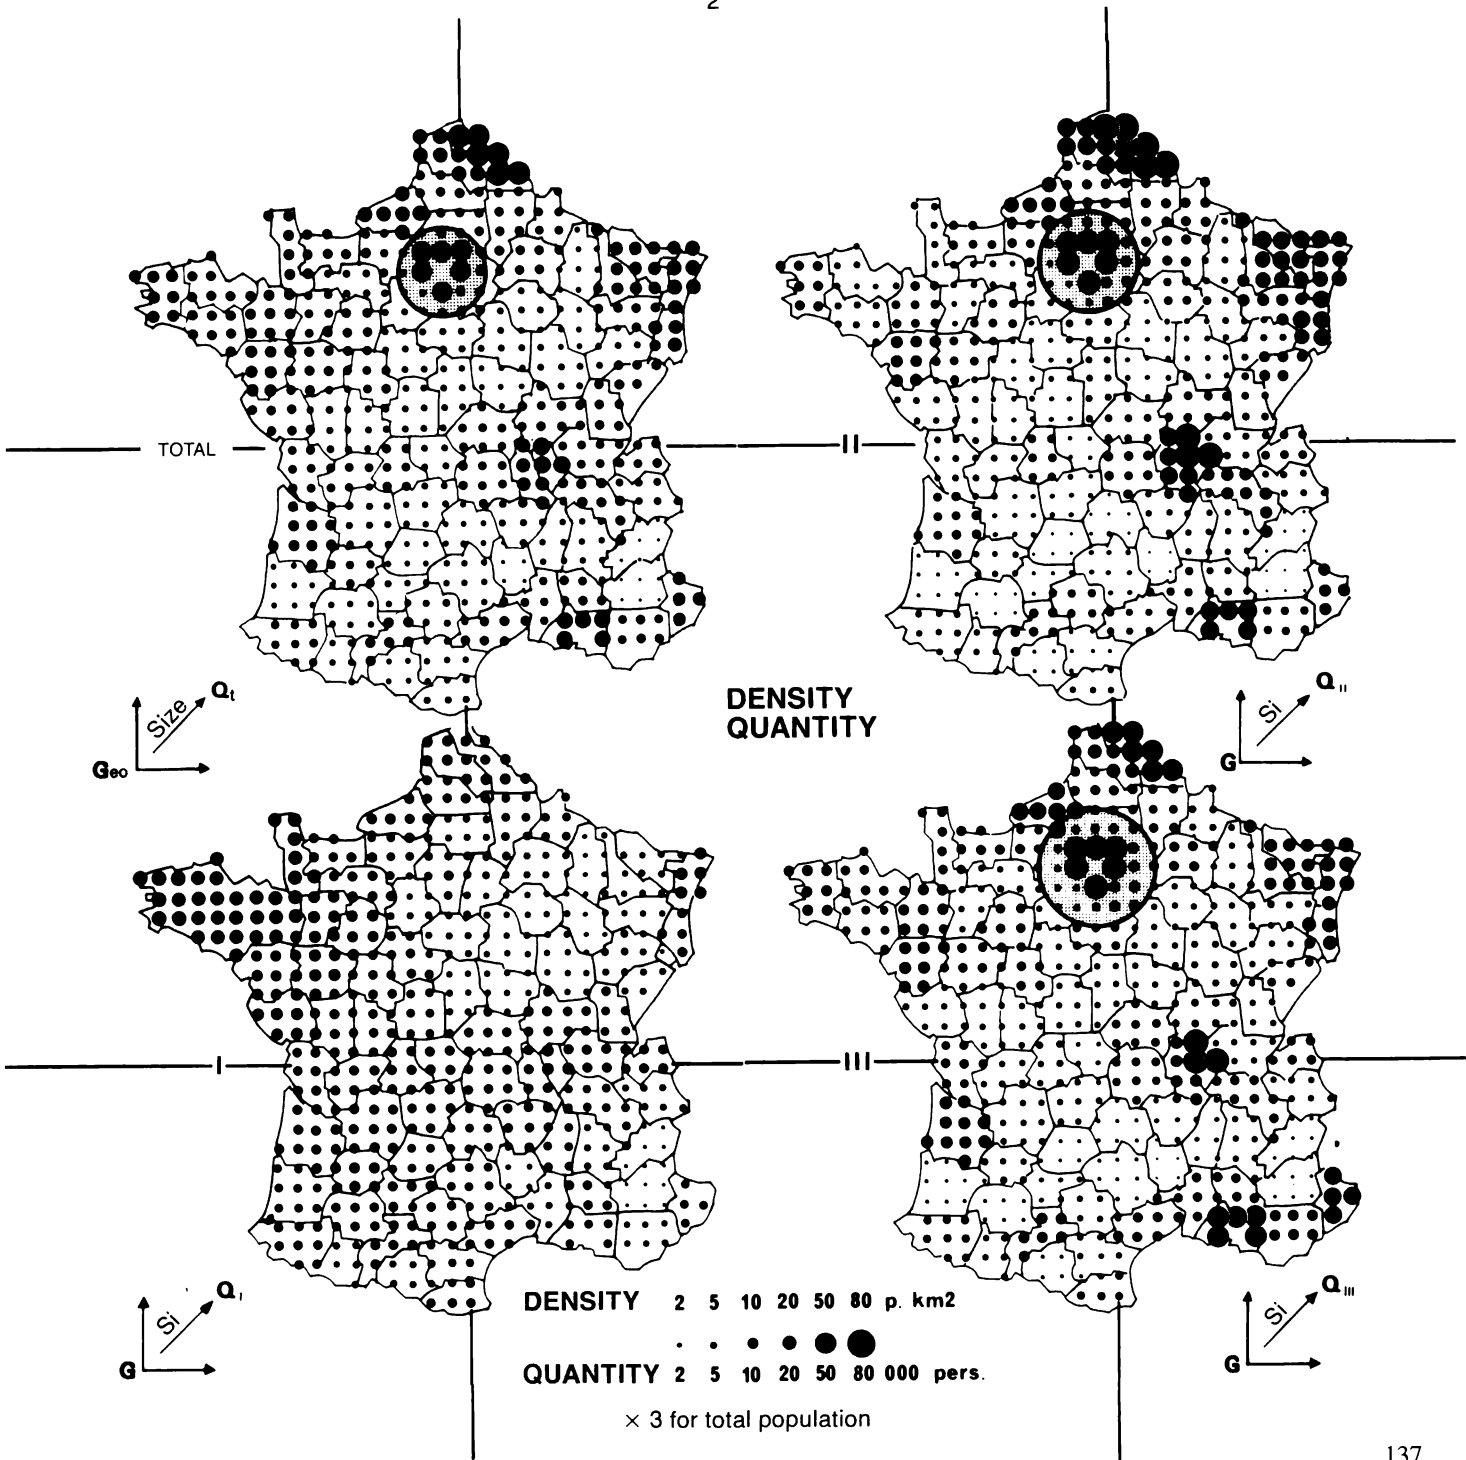 2
TOTAL
II
Size
Qt
Geo
DENSITY
QUANTITY
Si
QII
G
I
III
Si
QI
G
DENSITY 2 5 10 20 50 80 p. km2
QUANTITY 2 5 10 20 50 80 000 pers.
× 3 for total population
Si
QIII
G
137